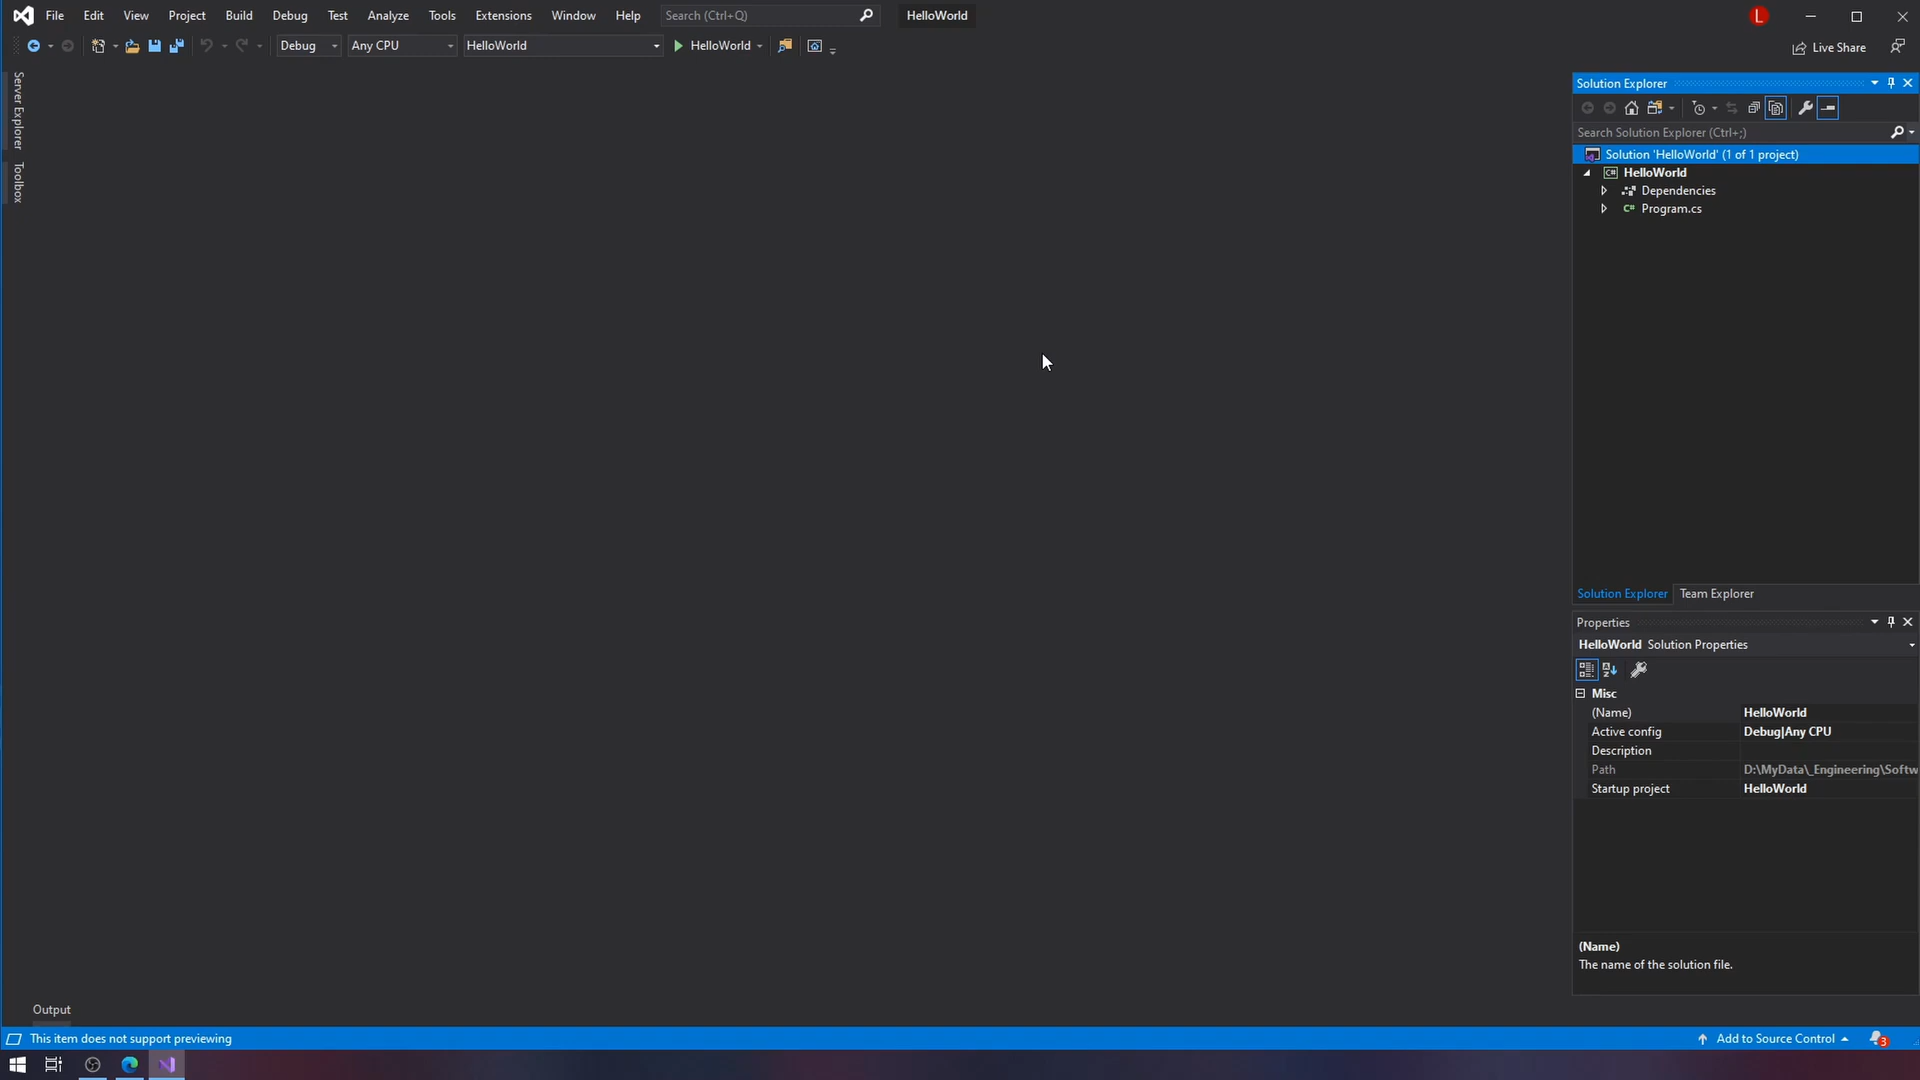 File Edit View Project Build Debug Test Analyze Tools Extensions Window Help Search (Ctrl+Q) HelloWorld L
Debug Any CPU HelloWorld HelloWorld Live Share
Server Explorer
Toolbox
Solution Explorer
Search Solution Explorer (Ctrl+;)
Solution 'HelloWorld' (1 of 1 project)
C# HelloWorld
Dependencies
C# Program.cs
Solution Explorer Team Explorer
Properties
HelloWorld Solution Properties
Misc
(Name) HelloWorld
Active config Debug|Any CPU
Description
Path D:\MyData\_Engineering\Softw
Startup project HelloWorld
(Name)
The name of the solution file.
Output
This item does not support previewing Add to Source Control 3